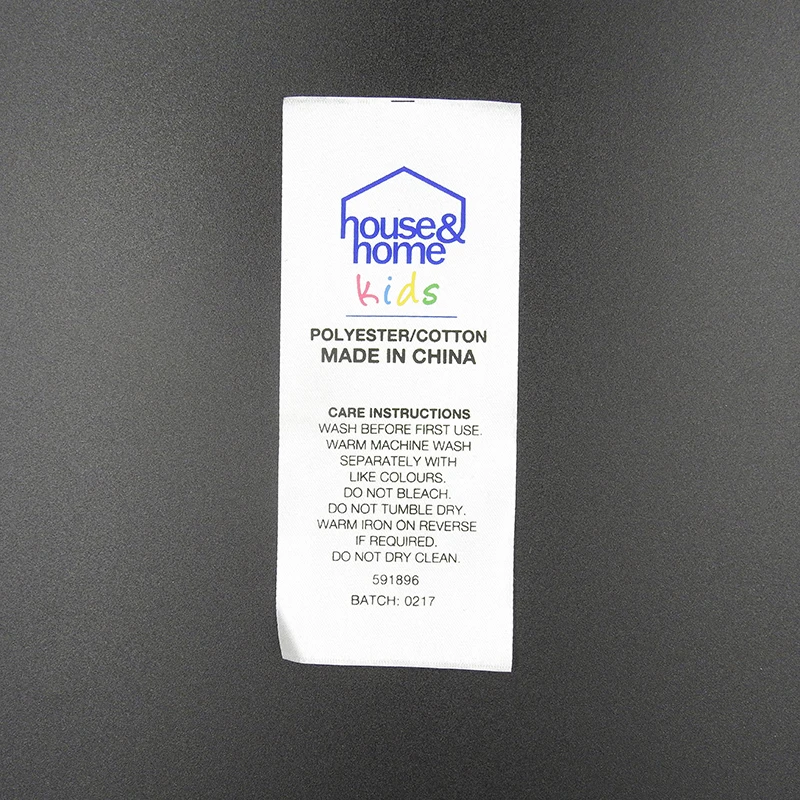 house&
home
kids
POLYESTER/COTTON
MADE IN CHINA
CARE INSTRUCTIONS
WASH BEFORE FIRST USE.
WARM MACHINE WASH
SEPARATELY WITH
LIKE COLOURS.
DO NOT BLEACH.
DO NOT TUMBLE DRY.
WARM IRON ON REVERSE
IF REQUIRED.
DO NOT DRY CLEAN.
591896
BATCH: 0217